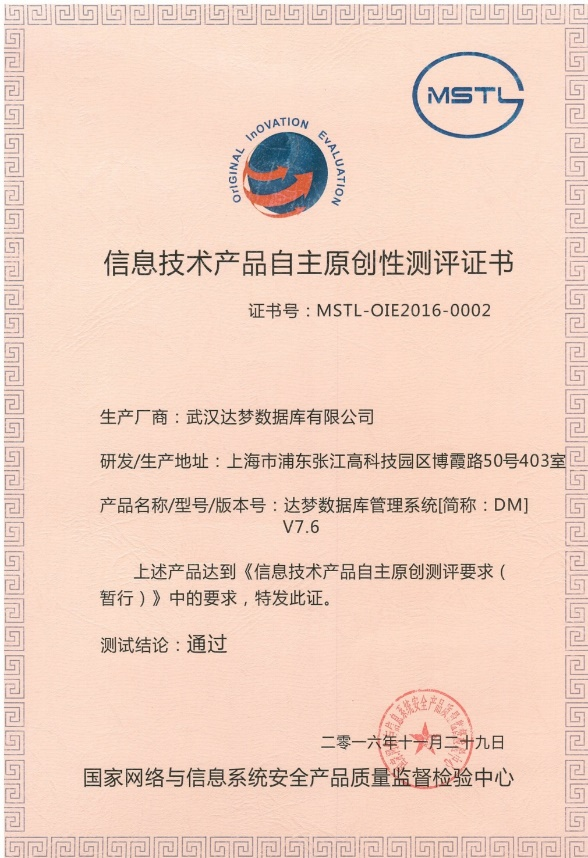 MSTL
OrIGINAL InOVATION EvALUATION
信息技术产品自主原创性测评证书
证书号：MSTL-OIE2016-0002
生产厂商：武汉达梦数据库有限公司
研发/生产地址：上海市浦东张江高科技园区博霞路50号403室
产品名称/型号/版本号：达梦数据库管理系统[简称：DM]
V7.6
上述产品达到《信息技术产品自主原创测评要求（
暂行）》中的要求，特发此证。
测试结论：通过
二零一六年十一月二十九日
国家网络与信息系统安全产品质量监督检验中心